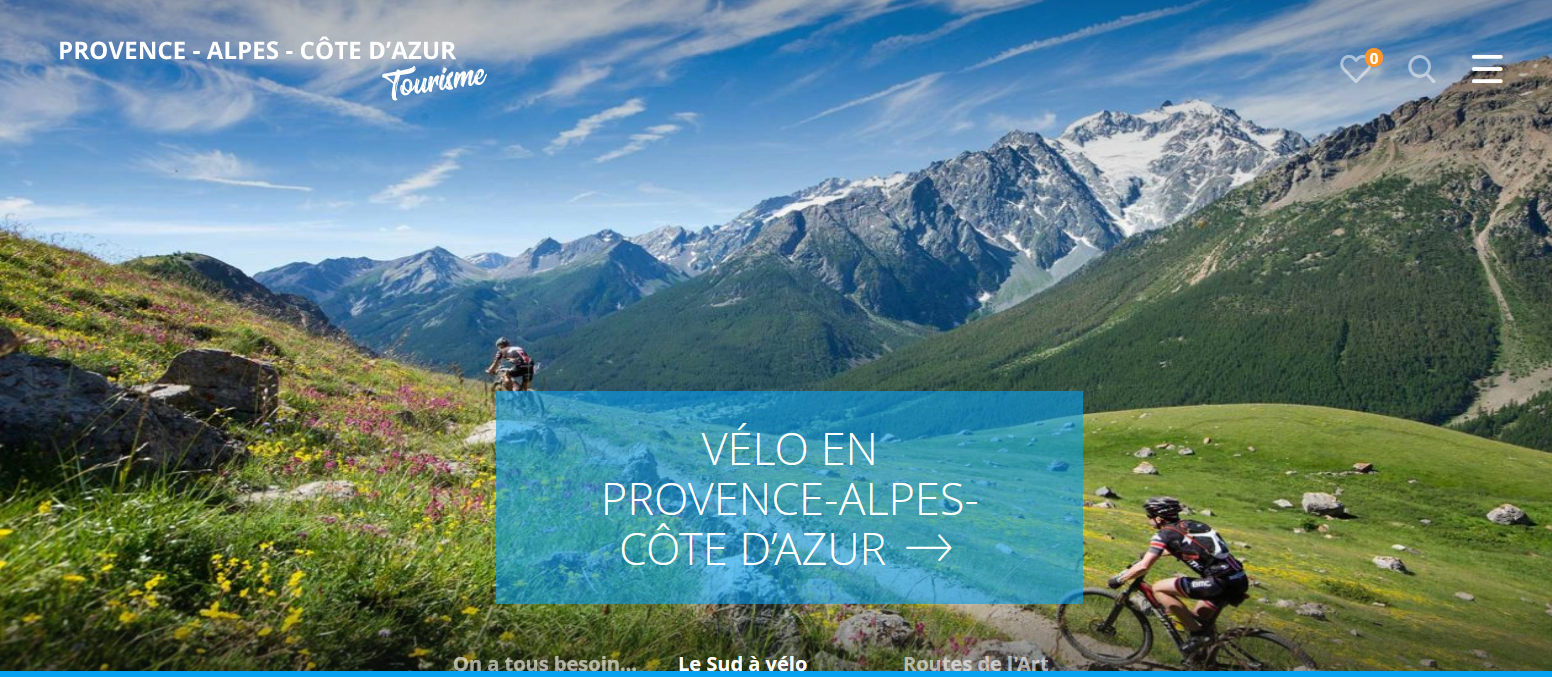 PROVENCE - ALPES - CÔTE D’AZUR
Tourisme
0
VÉLO EN
PROVENCE-ALPES-
CÔTE D’AZUR →
On a tous besoin...
Le Sud à vélo
Routes de l'Art